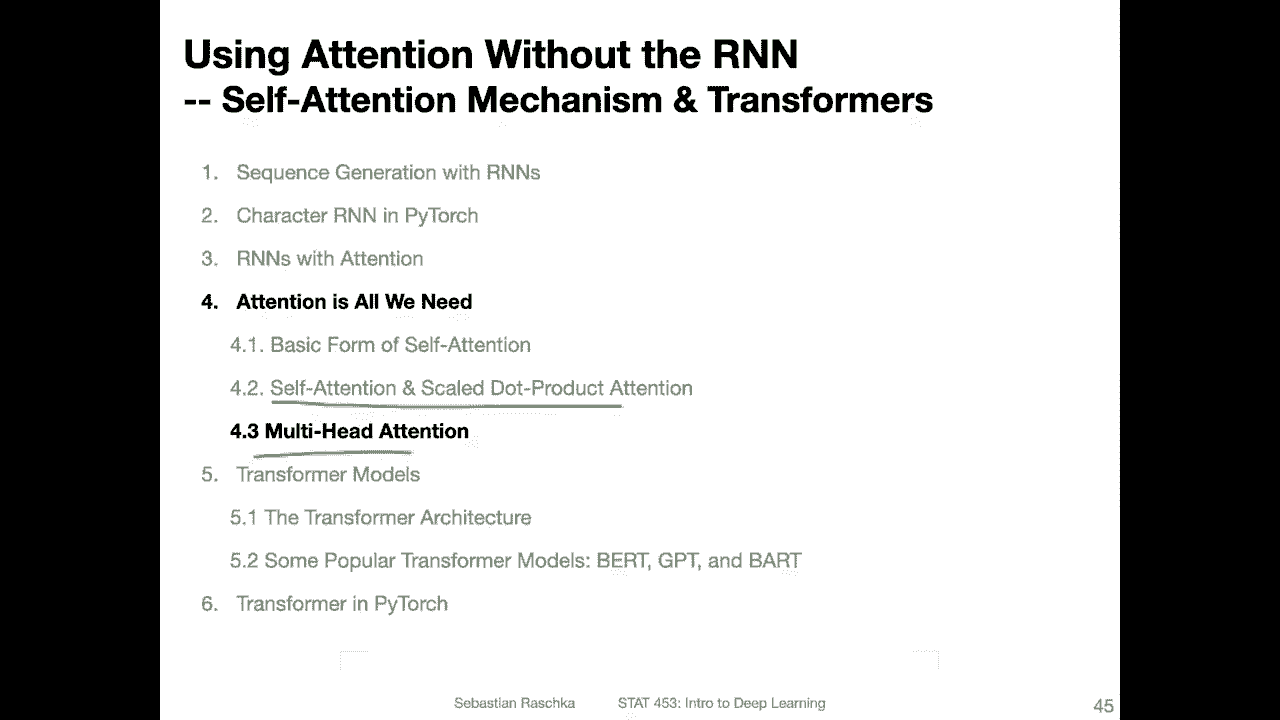 Using Attention Without the RNN
-- Self-Attention Mechanism & Transformers
1. Sequence Generation with RNNs
2. Character RNN in PyTorch
3. RNNs with Attention
4. Attention is All We Need
4.1. Basic Form of Self-Attention
4.2. Self-Attention & Scaled Dot-Product Attention
4.3 Multi-Head Attention
5. Transformer Models
5.1 The Transformer Architecture
5.2 Some Popular Transformer Models: BERT, GPT, and BART
6. Transformer in PyTorch
Sebastian Raschka STAT 453: Intro to Deep Learning 45